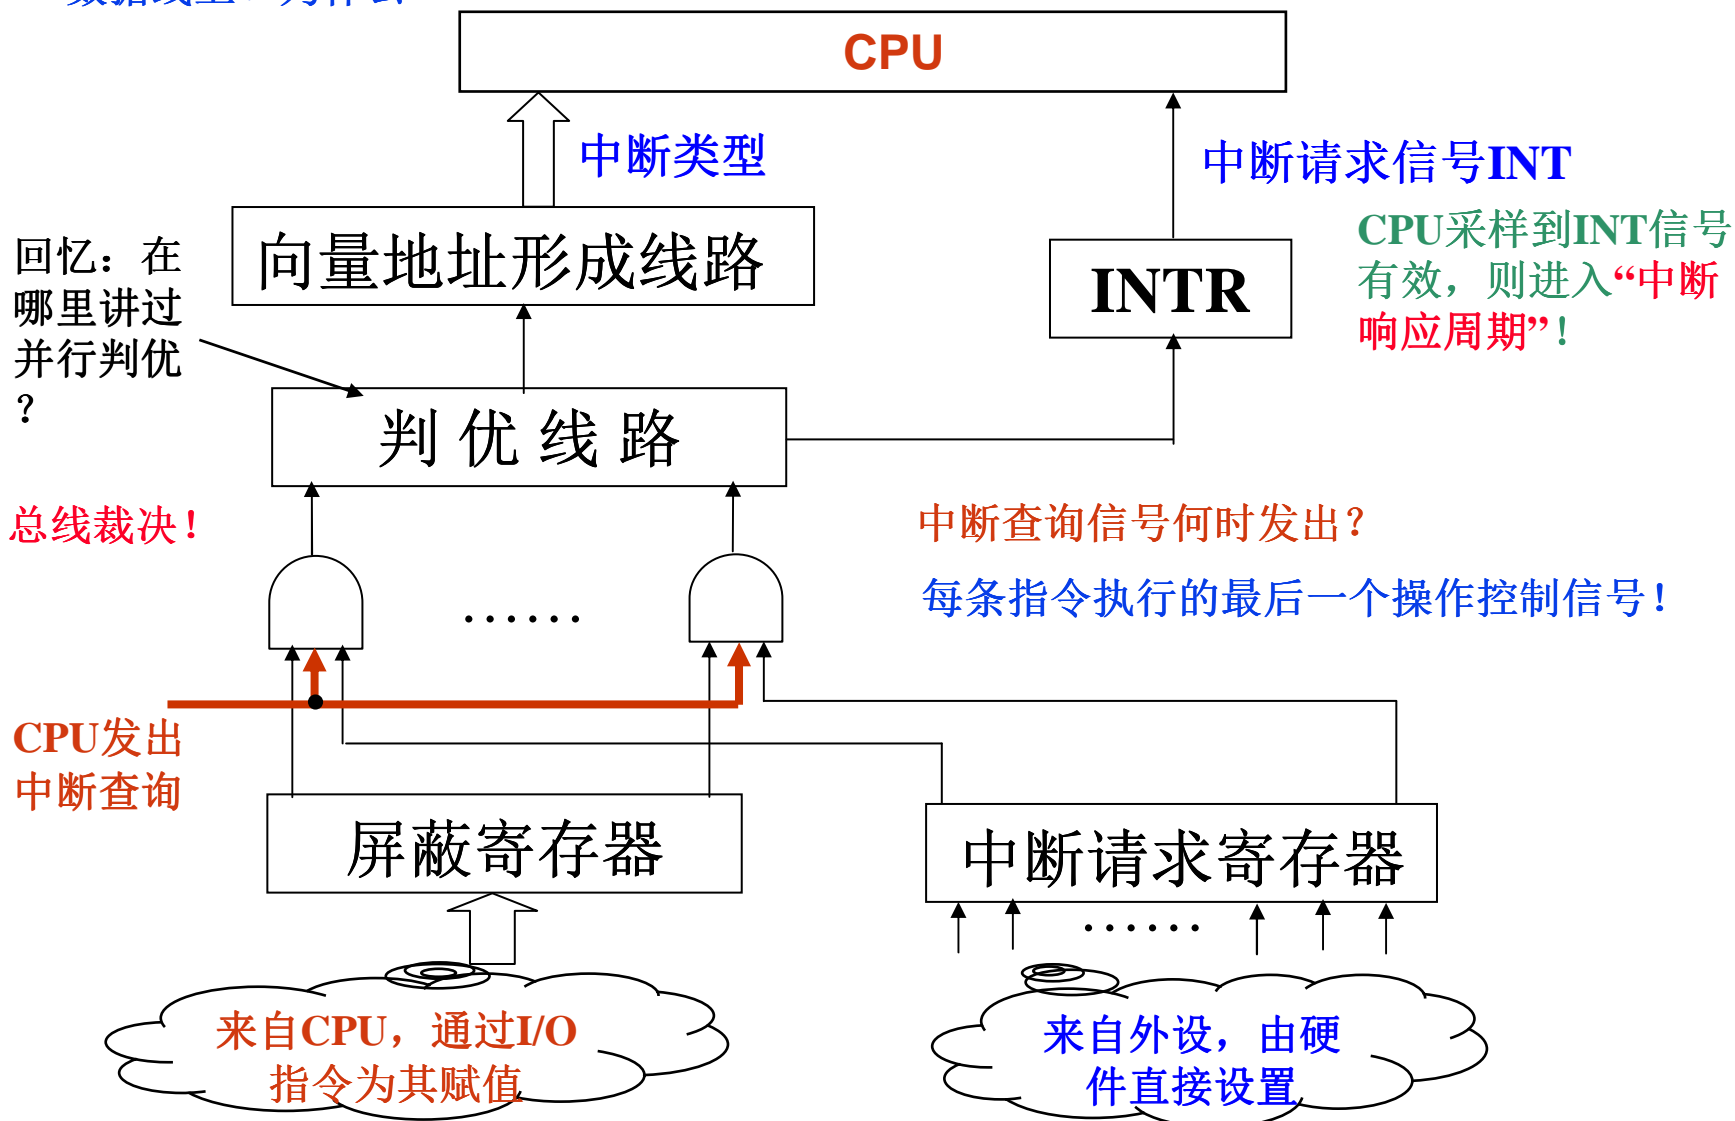 CPU
中断类型
中断请求信号INT
向量地址形成线路
INTR
CPU采样到INT信号
有效，则进入“中断
响应周期”！
回忆：在
哪里讲过
并行判优
？
判优线路
总线裁决！
中断查询信号何时发出？
每条指令执行的最后一个操作控制信号！
……
CPU发出
中断查询
屏蔽寄存器
中断请求寄存器
……
来自CPU，通过I/O
指令为其赋值
来自外设，由硬
件直接设置